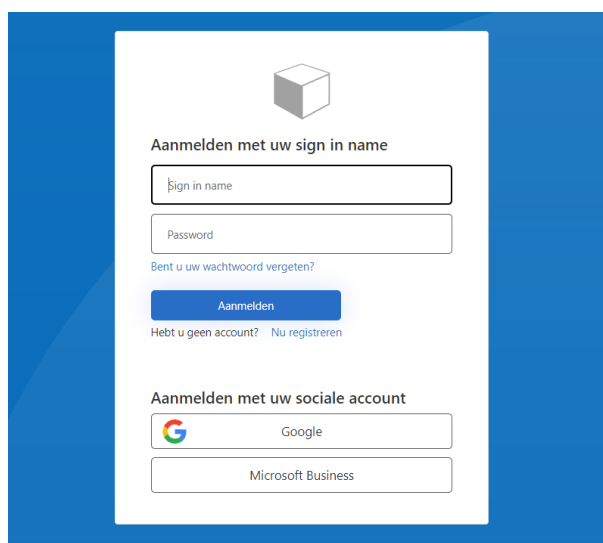 Aanmelden met uw sign in name
Sign in name
Password
Bent u uw wachtwoord vergeten?
Aanmelden
Hebt u geen account? Nu registreren
Aanmelden met uw sociale account
Google
Microsoft Business